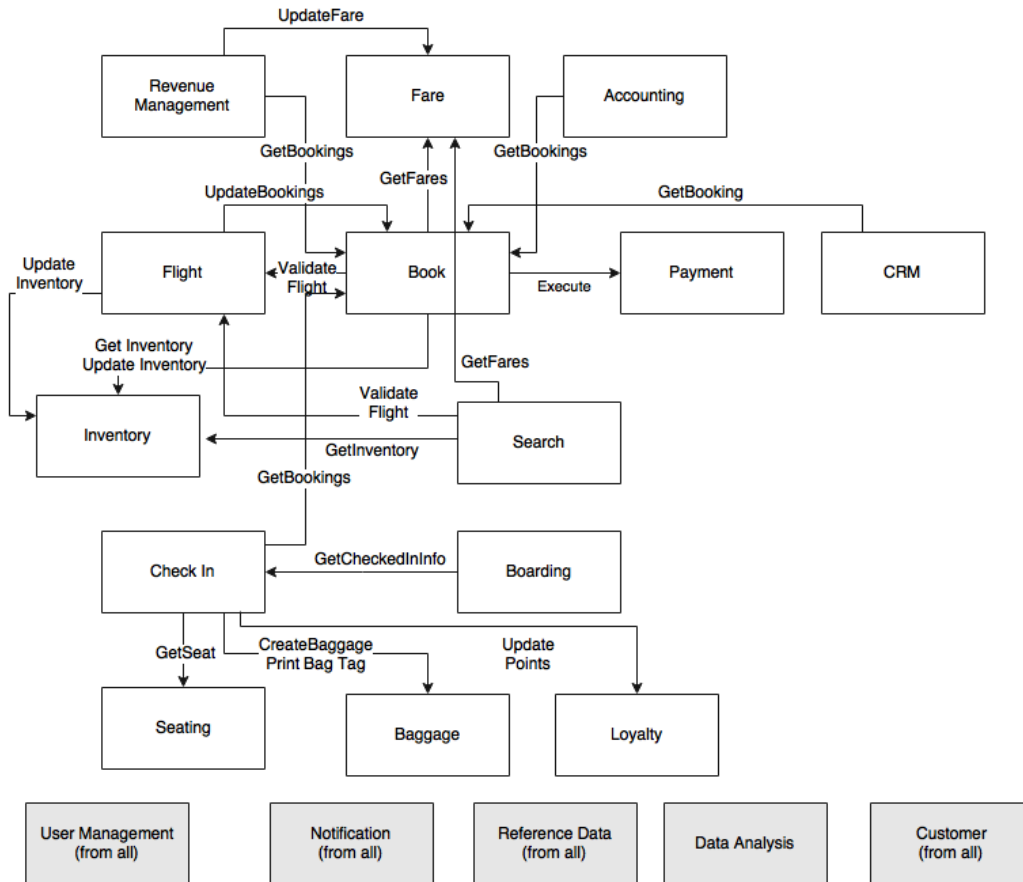 UpdateFare
Revenue
Management
Fare
Accounting
GetBookings
GetFares
GetBookings
UpdateBookings
GetBooking
Update
Inventory
Flight
Validate
Flight
Book
Execute
Payment
CRM
Get Inventory
Update Inventory
GetFares
Validate
Flight
Inventory
Search
GetInventory
GetBookings
Check In
GetCheckedInInfo
Boarding
GetSeat
CreateBaggage
Print Bag Tag
Update
Points
Seating
Baggage
Loyalty
User Management
(from all)
Notification
(from all)
Reference Data
(from all)
Data Analysis
Customer
(from all)